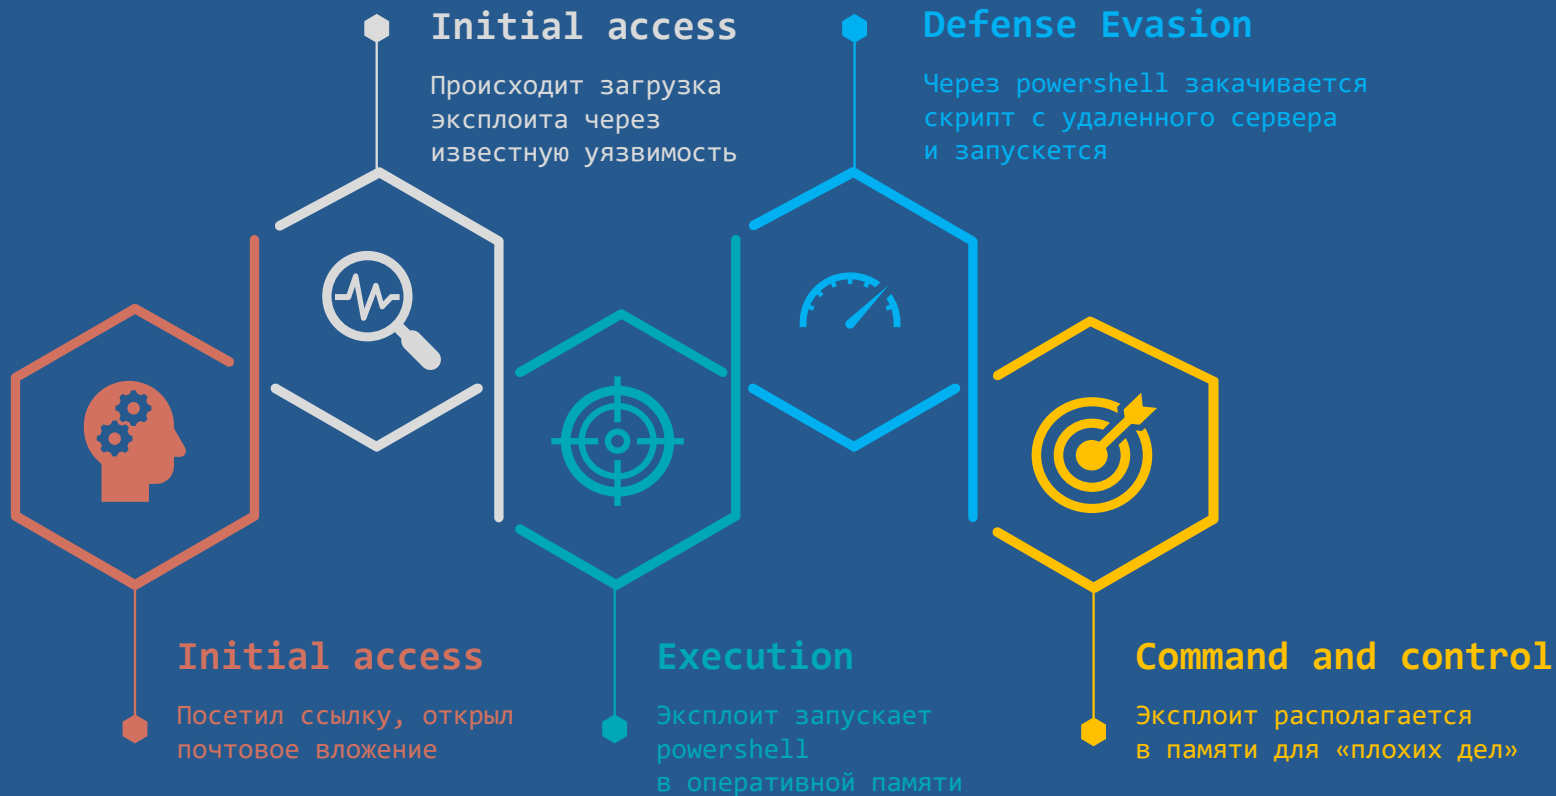 Initial access
Происходит загрузка
эксплоита через
известную уязвимость
Defense Evasion
Через powershell закачивается
скрипт с удаленного сервера
и запускется
Initial access
Посетил ссылку, открыл
почтовое вложение
Execution
Эксплоит запускает
powershell
в оперативной памяти
Command and control
Эксплоит располагается
в памяти для «плохих дел»